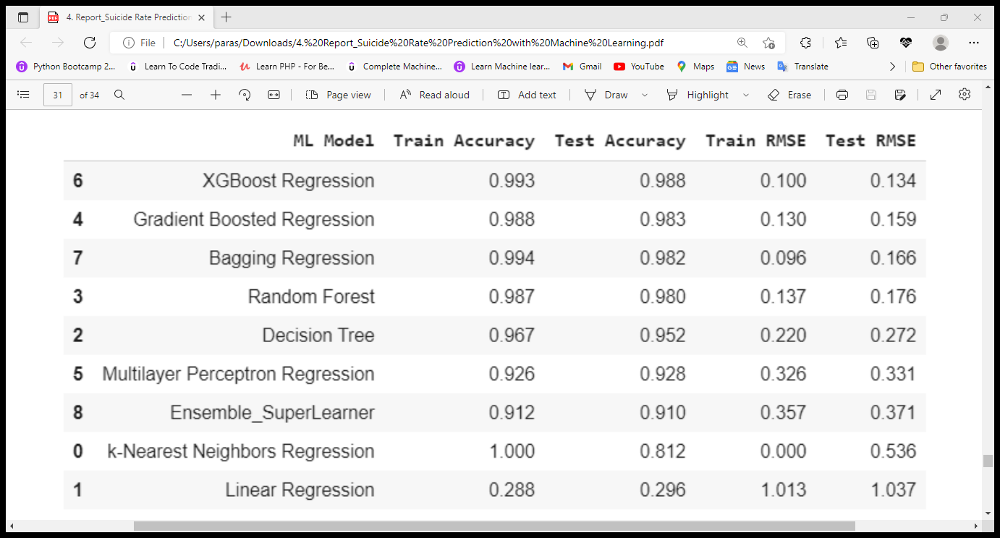 4. Report_Suicide Rate Prediction
File C:/Users/paras/Downloads/4.%20Report_Suicide%20Rate%20Prediction%20with%20Machine%20Learning.pdf
Python Bootcamp 2... Learn To Code Tradi... Learn PHP - For Be... Complete Machine... Learn Machine lear... Gmail YouTube Maps News Translate Other favorites
31 of 34 Page view Read aloud Add text Draw Highlight Erase
ML Model Train Accuracy Test Accuracy Train RMSE Test RMSE
6 XGBoost Regression 0.993 0.988 0.100 0.134
4 Gradient Boosted Regression 0.988 0.983 0.130 0.159
7 Bagging Regression 0.994 0.982 0.096 0.166
3 Random Forest 0.987 0.980 0.137 0.176
2 Decision Tree 0.967 0.952 0.220 0.272
5 Multilayer Perceptron Regression 0.926 0.928 0.326 0.331
8 Ensemble_SuperLearner 0.912 0.910 0.357 0.371
0 k-Nearest Neighbors Regression 1.000 0.812 0.000 0.536
1 Linear Regression 0.288 0.296 1.013 1.037